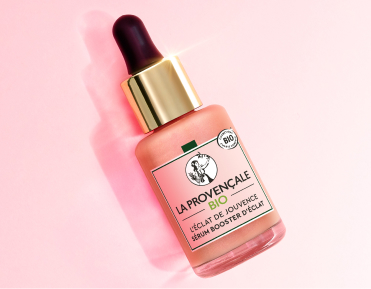 BIO
LA PROVENÇALE
BIO
L'ÉCLAT DE JOUVENCE
SÉRUM BOOSTER D'ÉCLAT